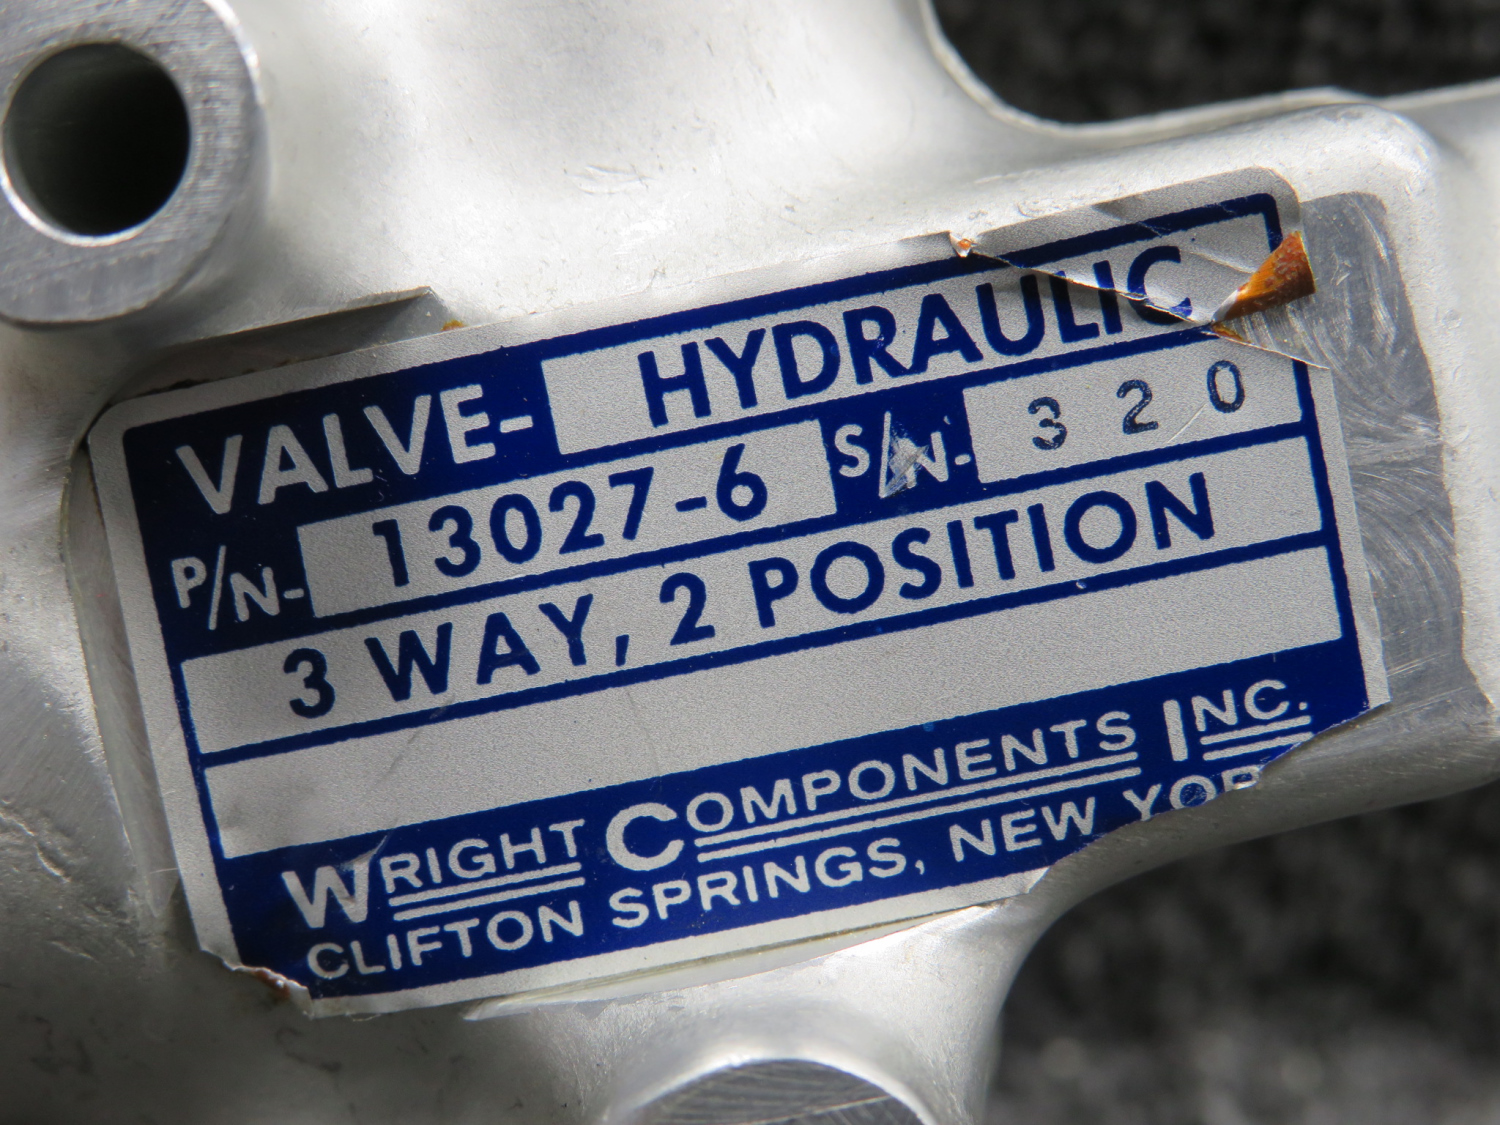 VALVE- HYDRAULIC
P/N- 13027-6 S/N- 320
3 WAY, 2 POSITION
WRIGHT COMPONENTS INC.
CLIFTON SPRINGS, NEW YOR